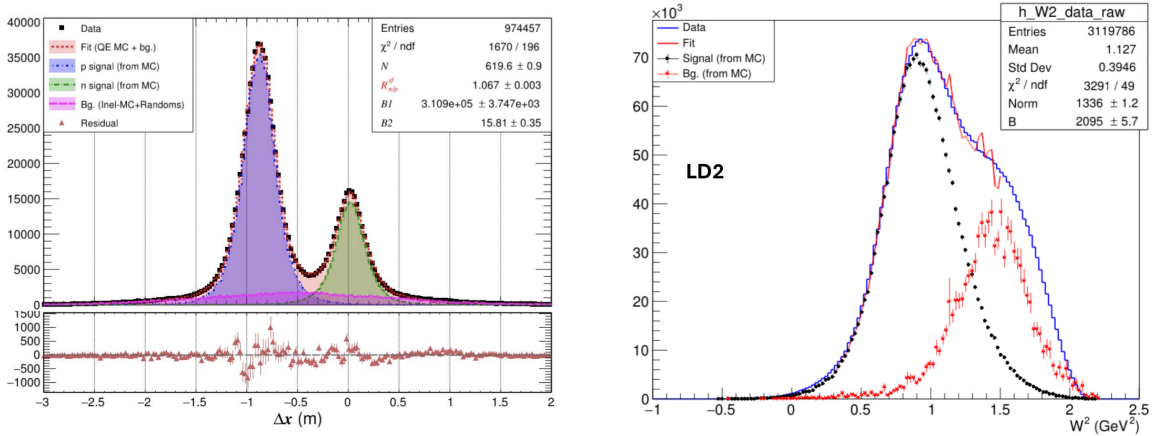 40000
35000
30000
25000
20000
15000
10000
5000
0
Data
Fit (QE MC + bg.)
p signal (from MC)
n signal (from MC)
Bg. (Inel-MC+Randoms)
Residual
Entries 974457
χ² / ndf 1670 / 196
N 619.6 ± 0.9
1.067 ± 0.003
B1 3.109e+05 ± 3.747e+03
B2 15.81 ± 0.35
1500
1000
500
0
−500
−1000
−3 −2.5 −2 −1.5 −1 −0.5 0 0.5 1 1.5 2
Δx (m)
×10³
70
60
50
40
30
20
10
0
Data
Fit
Signal (from MC)
Bg. (from MC)
LD2
h_W2_data_raw
Entries 3119786
Mean 1.127
Std Dev 0.3946
χ² / ndf 3291 / 49
Norm 1336 ± 1.2
B 2095 ± 5.7
−1 −0.5 0 0.5 1 1.5 2 2.5
W² (GeV²)